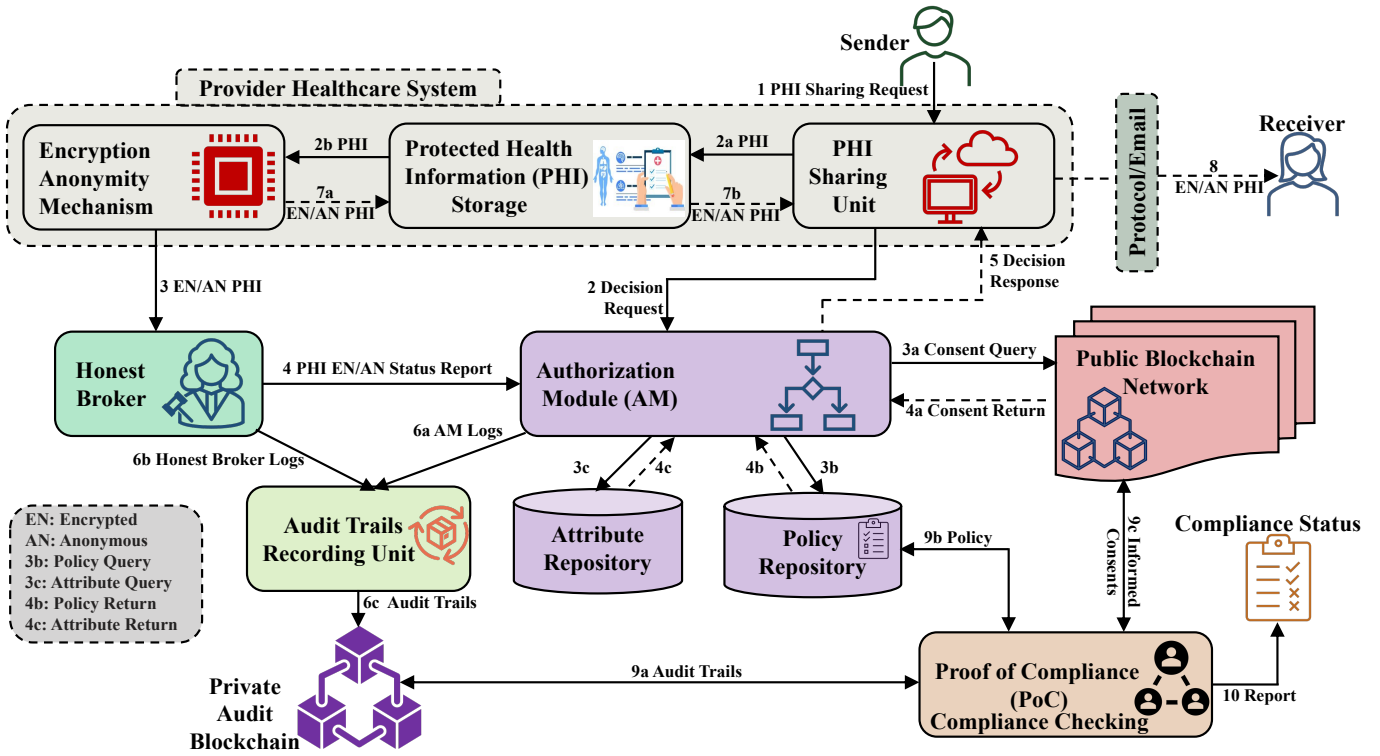 Sender
Provider Healthcare System
1 PHI Sharing Request
Receiver
Encryption
Anonymity
Mechanism
2b PHI
7a
EN/AN PHI
Protected Health
Information (PHI)
Storage
2a PHI
7b
EN/AN PHI
PHI
Sharing
Unit
Protocol/Email
8
EN/AN PHI
3 EN/AN PHI
2 Decision
Request
5 Decision
Response
Honest
Broker
4 PHI EN/AN Status Report
Authorization
Module (AM)
3a Consent Query
4a Consent Return
Public Blockchain
Network
6b Honest Broker Logs
6a AM Logs
3c
4c
4b
3b
EN: Encrypted
AN: Anonymous
3b: Policy Query
3c: Attribute Query
4b: Policy Return
4c: Attribute Return
Audit Trails
Recording Unit
Attribute
Repository
Policy
Repository
9b Policy
9c Informed
Consents
Compliance Status
6c Audit Trails
Private
Audit
Blockchain
9a Audit Trails
Proof of Compliance
(PoC)
Compliance Checking
10 Report